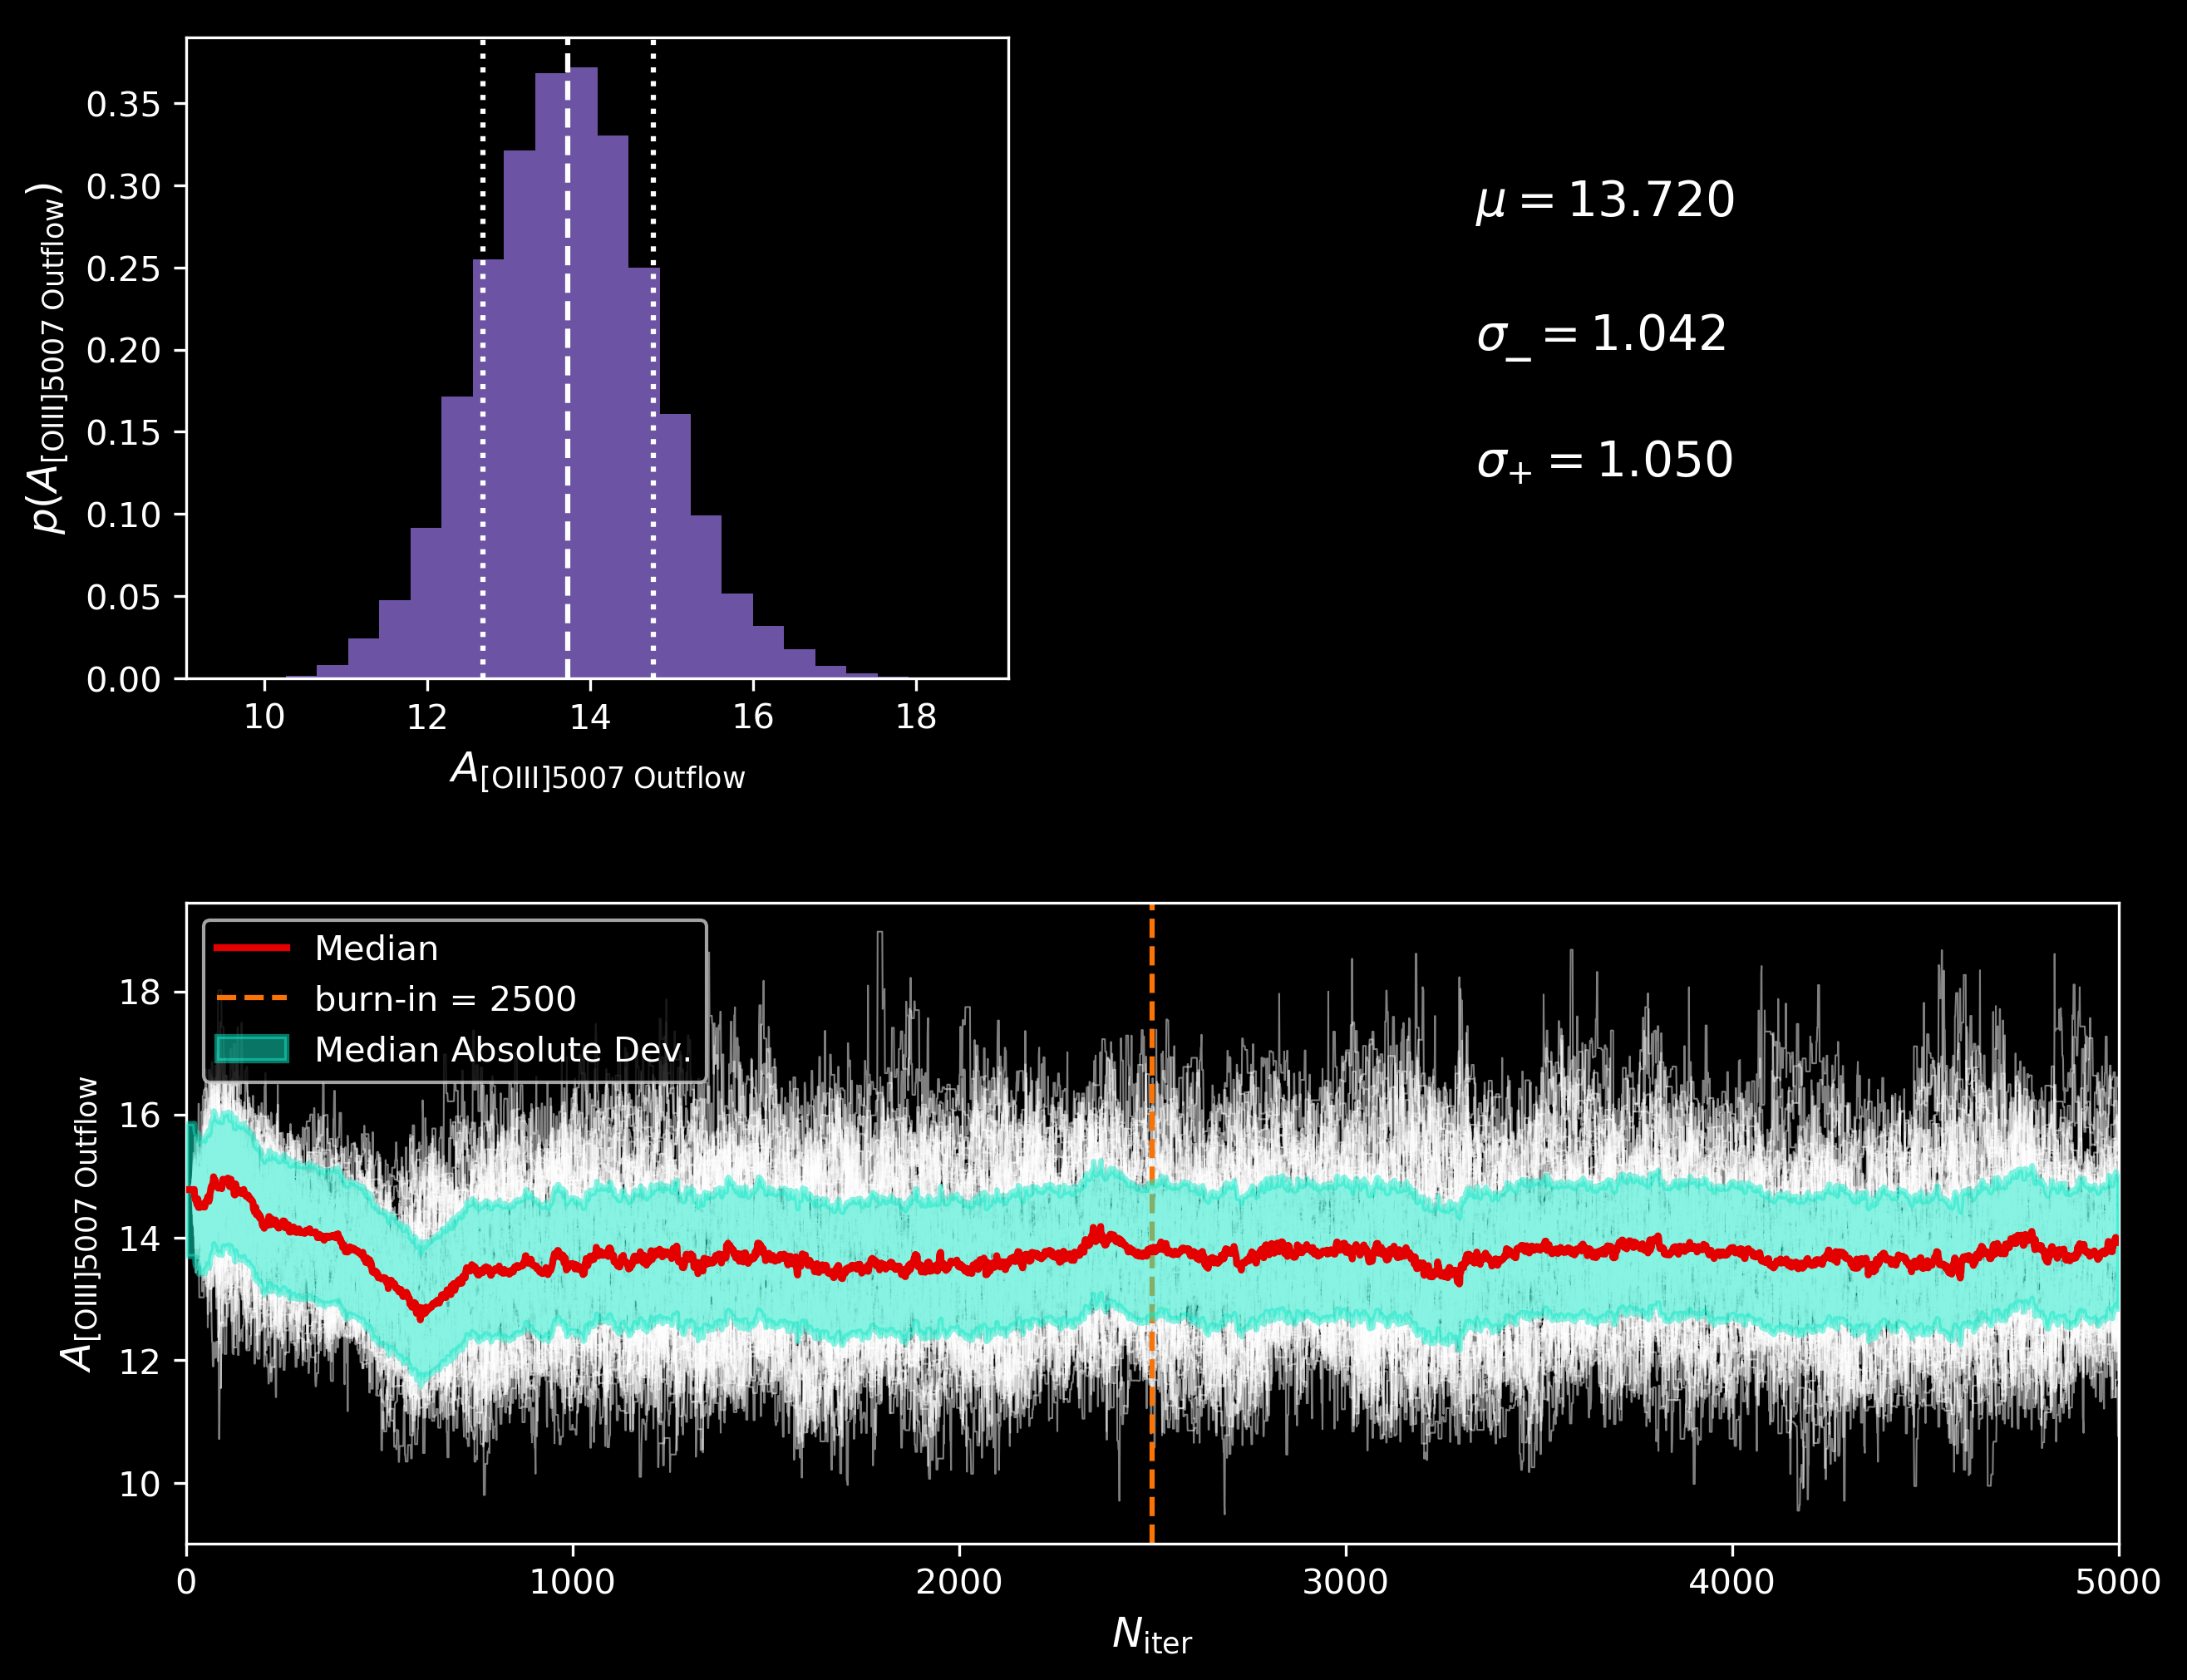 p(A[OIII]5007 Outflow)
0.35
0.30
0.25
0.20
0.15
0.10
0.05
0.00
10 12 14 16 18
A[OIII]5007 Outflow
μ = 13.720
σ_ = 1.042
σ+ = 1.050
A[OIII]5007 Outflow
18
16
14
12
10
Median
burn-in = 2500
Median Absolute Dev.
0 1000 2000 3000 4000 5000
Niter